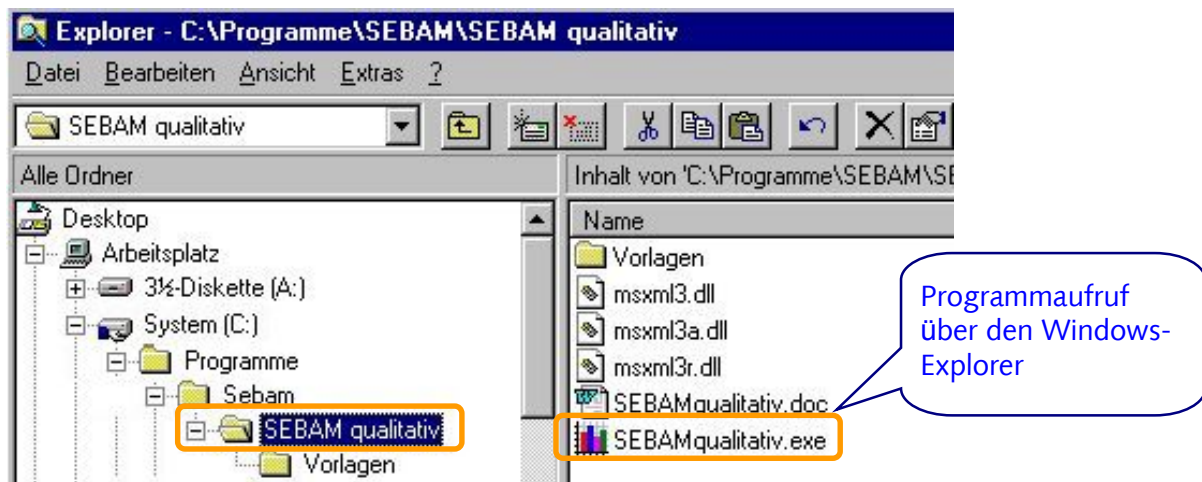 Explorer - C:\Programme\SEBAM\SEBAM qualitativ
Datei Bearbeiten Ansicht Extras ?
SEBAM qualitativ
Alle Ordner
Inhalt von 'C:\Programme\SEBAM\SE
Desktop
Arbeitsplatz
3½-Diskette (A:)
System (C:)
Programme
Sebam
SEBAM qualitativ
Vorlagen
Name
Vorlagen
msxml3.dll
msxml3a.dll
msxml3r.dll
SEBAMqualitativ.doc
SEBAMqualitativ.exe
Programmaufruf
über den Windows-
Explorer